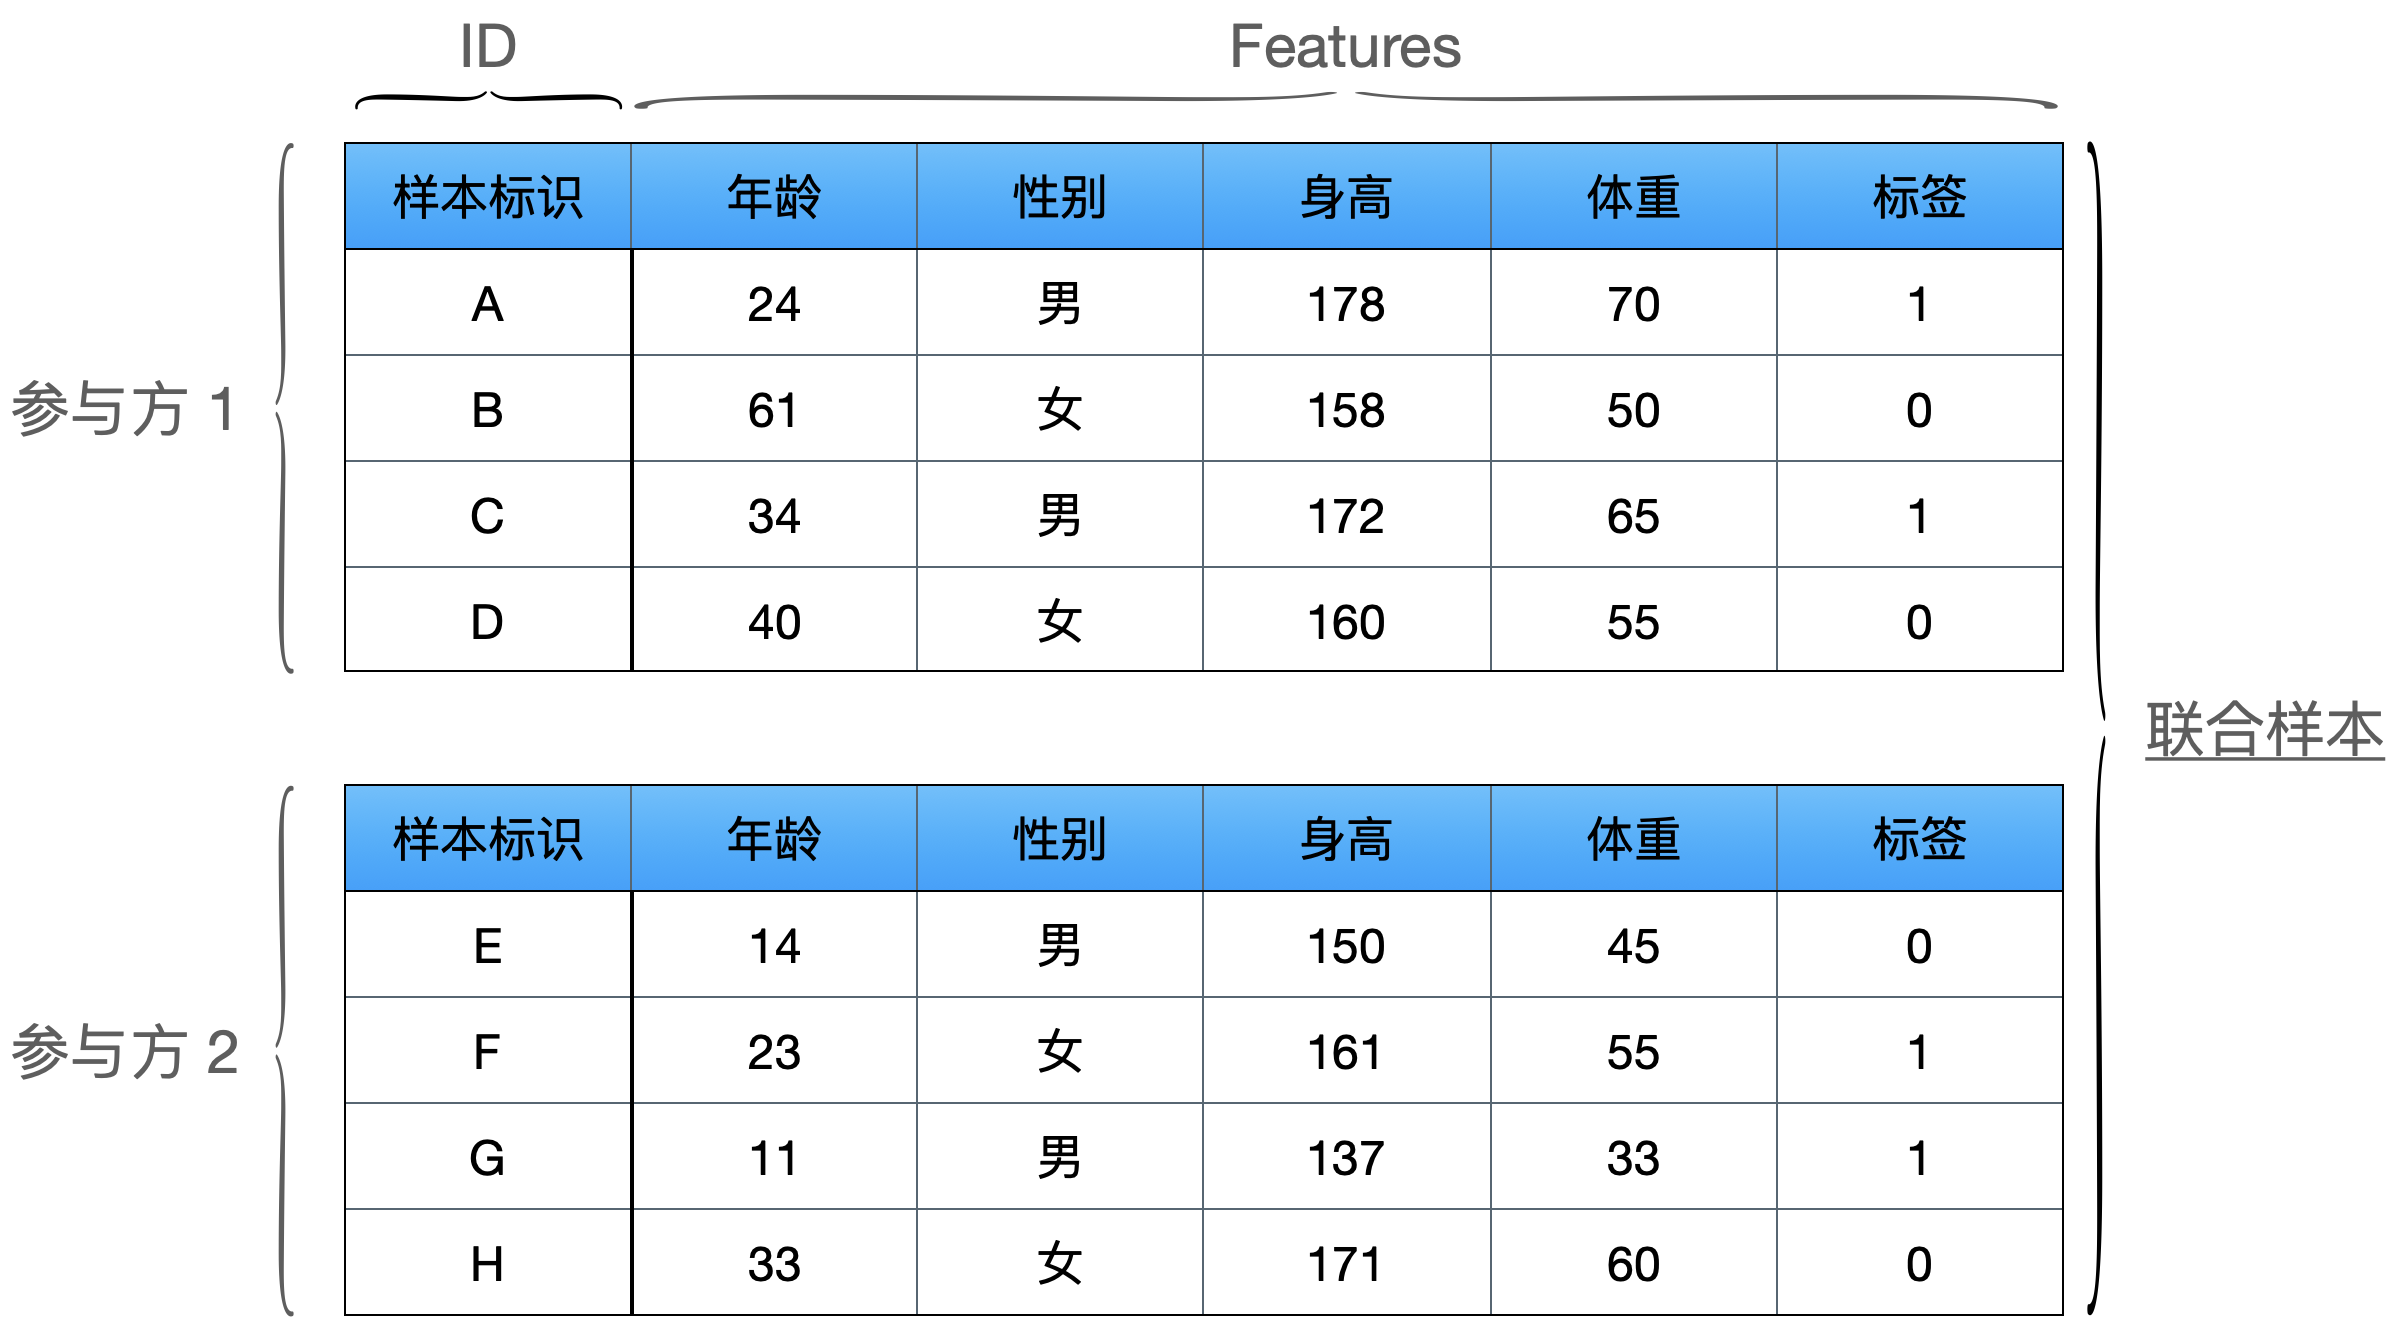 ID Features
样本标识 年龄 性别 身高 体重 标签
A 24 男 178 70 1
B 61 女 158 50 0
参与方 1
C 34 男 172 65 1
D 40 女 160 55 0
联合样本
样本标识 年龄 性别 身高 体重 标签
E 14 男 150 45 0
F 23 女 161 55 1
参与方 2
G 11 男 137 33 1
H 33 女 171 60 0